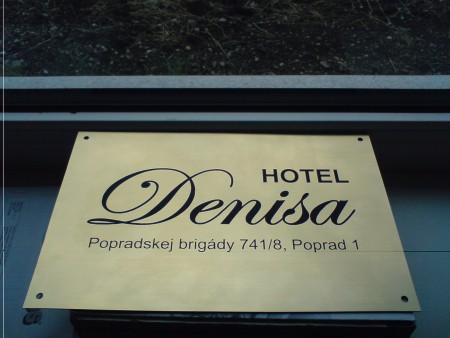 HOTEL
Denisa
Popradskej brigády 741/8, Poprad 1